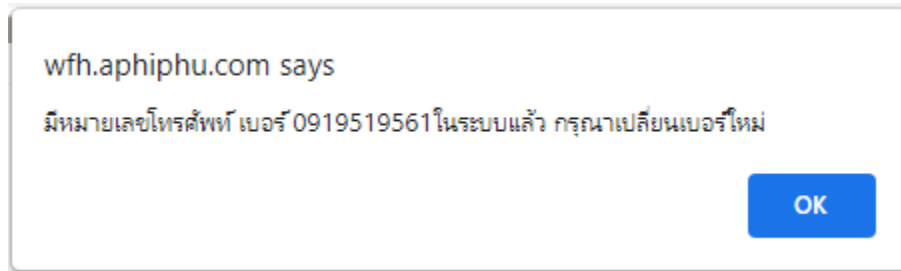 wfh.aphiphu.com says
มีหมายเลขโทรศัพท์ เบอร์ 0919519561ในระบบแล้ว กรุณาเปลี่ยนเบอร์ใหม่
OK